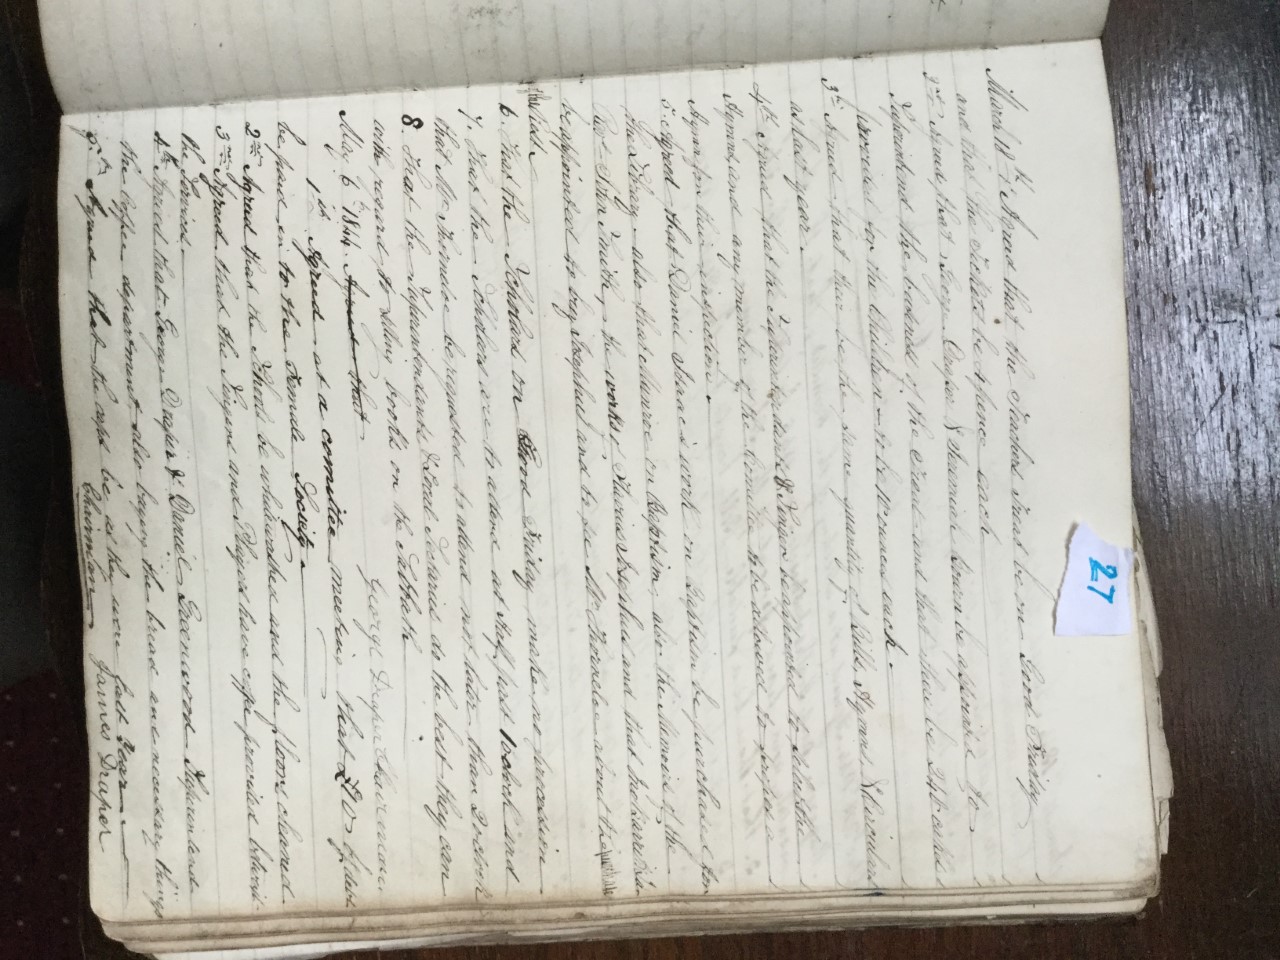 27
March 18th 1st Agreed that the Teachers Treat be on Good Friday
and that the Tickets be 4 pence each
2nd Agreed that George Draper & Jeremiah Bourn be appointed to
Superintend the business of the Treat and that there be 240 cakes
provided for the Children - to be 10 ounces each.
3rd Agreed that their be the same quantity of Bills, Hymns, & Circulars
as last year.
4th Agreed that the Superintendants & Singer be appointed to select the
Hymns, and any member of the Comittee to be allowed to propose a
Hymn for their inspection.
5. Agreed that Daniel Isaac's work on Baptism be purchased for
the Library - also that Munroe on Baptism, also the Memoirs of the
Revd John Smith, the works of Flavius Josephus and that Jno Barre
be appointed to buy Josephus and to see Mr Thorneloe about the purchase
of the Rest.
6. That the Scholars on Good Friday make no procession
7. That the Scholars are to attend at Half past 1 oclock and
that Mr Thorneloe be requested to attend not later than 2 oclock
8. That the Superintendants & Local Sectaries do the best they can
with regard to selling books on the Sabbath
George Draper Chairman.
May 6th 1844. Agreed that
1st Agreed at a comittee meeting that £10 of debt
be paid in to the Female Society.
2nd Agreed that the Schools be whitewashed and the floors cleaned
3rd Agreed that the Singers and Players have coffee provided betwixt
the Services.
4th Agreed that George Draper & Daniel Greenwood Superintend
the Coffee department, also buying the bread and necessary things
5th Agreed that the caps be as they were last Year.
Chairman James Draper